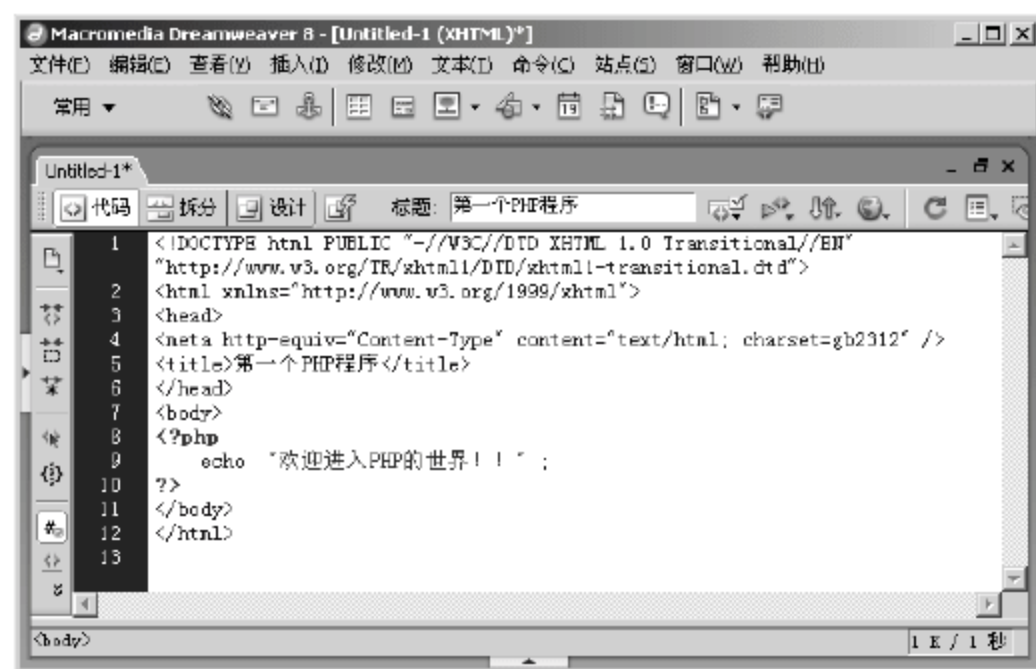 Macromedia Dreamweaver 8 - [Untitled-1 (XHTML)*]
文件(F) 编辑(E) 查看(V) 插入(I) 修改(M) 文本(T) 命令(C) 站点(S) 窗口(W) 帮助(H)
常用
19
Untitled-1*
代码 拆分 设计 标题: 第一个PHP程序
1 <!DOCTYPE html PUBLIC "-//W3C//DTD XHTML 1.0 Transitional//EN"
"http://www.w3.org/TR/xhtml1/DTD/xhtml1-transitional.dtd">
2 <html xmlns="http://www.w3.org/1999/xhtml">
3 <head>
4 <meta http-equiv="Content-Type" content="text/html; charset=gb2312" />
5 <title>第一个PHP程序</title>
6 </head>
7 <body>
8 <?php
9 echo "欢迎进入PHP的世界！！" ;
10 ?>
11 </body>
12 </html>
13
<body> 1 K / 1 秒